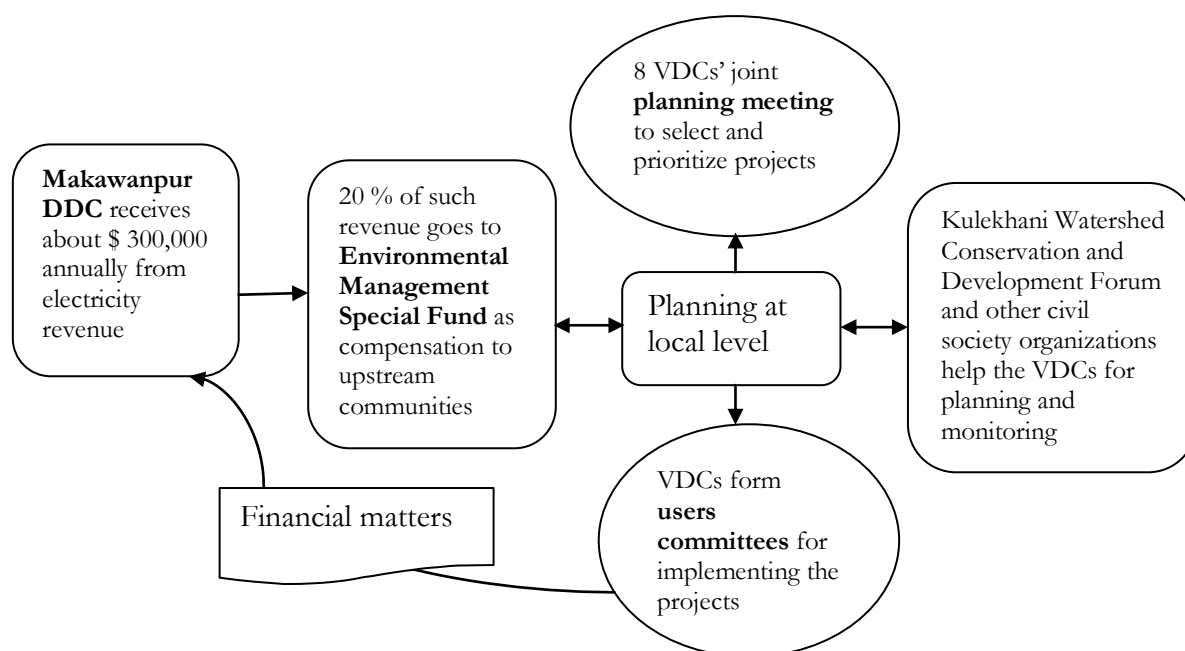 8 VDCs’ joint
planning meeting
to select and
prioritize projects
Makawanpur
DDC receives
about $ 300,000
annually from
electricity
revenue
20 % of such
revenue goes to
Environmental
Management
Special Fund as
compensation to
upstream
communities
Planning at
local level
Kulekhani Watershed
Conservation and
Development Forum
and other civil
society organizations
help the VDCs for
planning and
monitoring
Financial matters
VDCs form
users
committees for
implementing the
projects